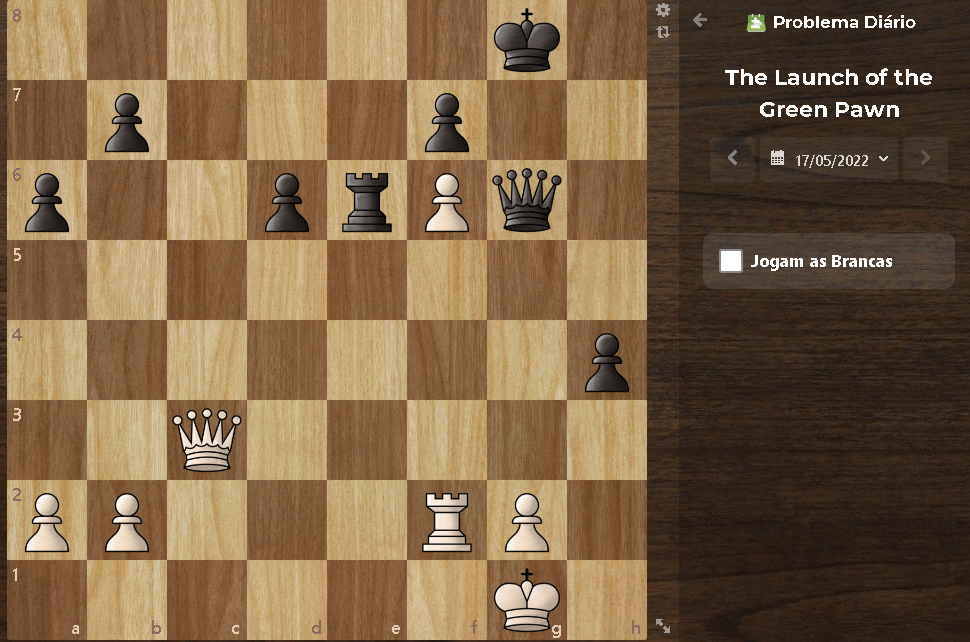 8
7
6
5
4
3
2
1
a b c d e f g h
Problema Diário
The Launch of the
Green Pawn
17/05/2022
Jogam as Brancas